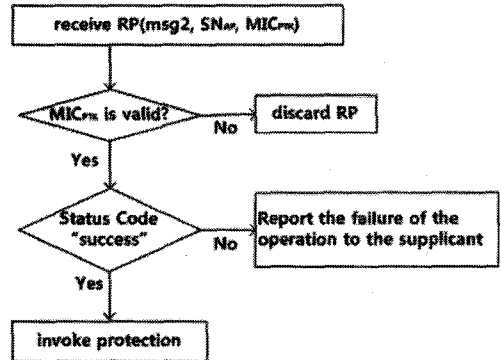 receive RP(msg2, SNAP, MICPTK)
MICPTK is valid?
No
discard RP
Yes
Status Code
"success"
No
Report the failure of the
operation to the supplicant
Yes
invoke protection